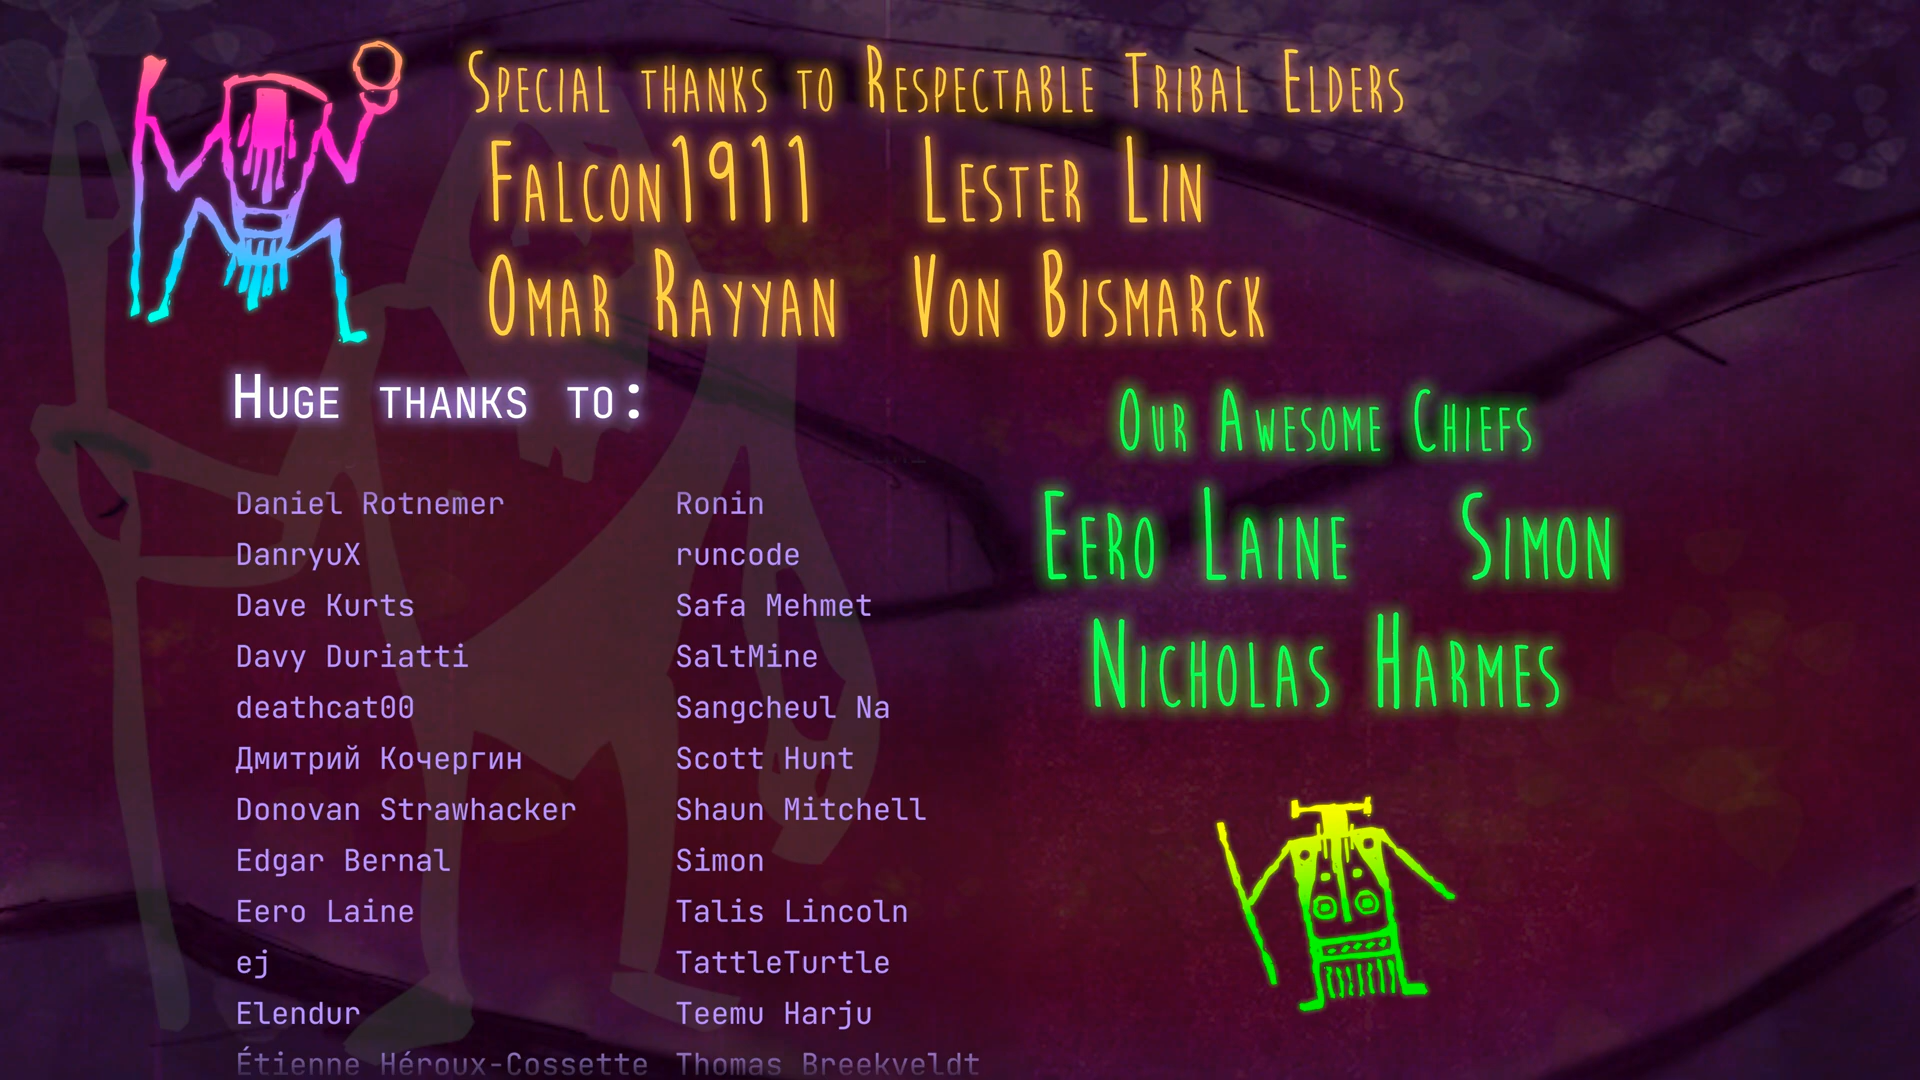 Special thanks to Respectable Tribal Elders
Falcon1911 Lester Lin
Omar Rayyan Von Bismarck
Huge thanks to:
Daniel Rotnemer
DanryuX
Dave Kurts
Davy Duriatti
deathcat00
Дмитрий Кочергин
Donovan Strawhacker
Edgar Bernal
Eero Laine
ej
Elendur
Étienne Héroux-Cossette
Ronin
runcode
Safa Mehmet
SaltMine
Sangcheul Na
Scott Hunt
Shaun Mitchell
Simon
Talis Lincoln
TattleTurtle
Teemu Harju
Thomas Breekveldt
Our Awesome Chiefs
Eero Laine Simon
Nicholas Harmes